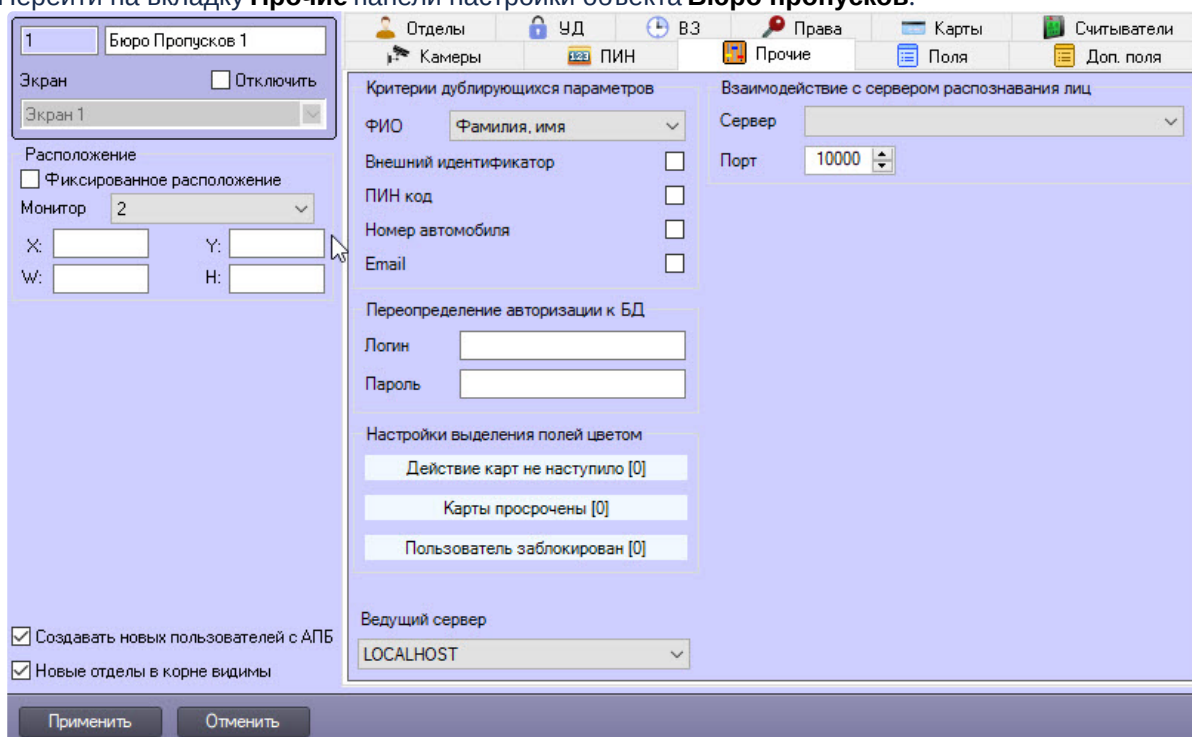 Перейти на вкладку Прочие панели настройки объекта Бюро пропусков.
1
Бюро Пропусков 1
Экран
Отключить
Экран 1
Расположение
Фиксированное расположение
Монитор
2
X:
Y:
W:
H:
Создавать новых пользователей с АПБ
Новые отделы в корне видимы
Отделы
УД
ВЗ
Права
Карты
Считыватели
Камеры
123
ПИН
Прочие
Поля
Доп. поля
Критерии дублирующихся параметров
ФИО
Фамилия, имя
Внешний идентификатор
ПИН код
Номер автомобиля
Email
Переопределение авторизации к БД
Логин
Пароль
Настройки выделения полей цветом
Действие карт не наступило [0]
Карты просрочены [0]
Пользователь заблокирован [0]
Ведущий сервер
LOCALHOST
Взаимодействие с сервером распознавания лиц
Сервер
Порт
10000
Применить
Отменить